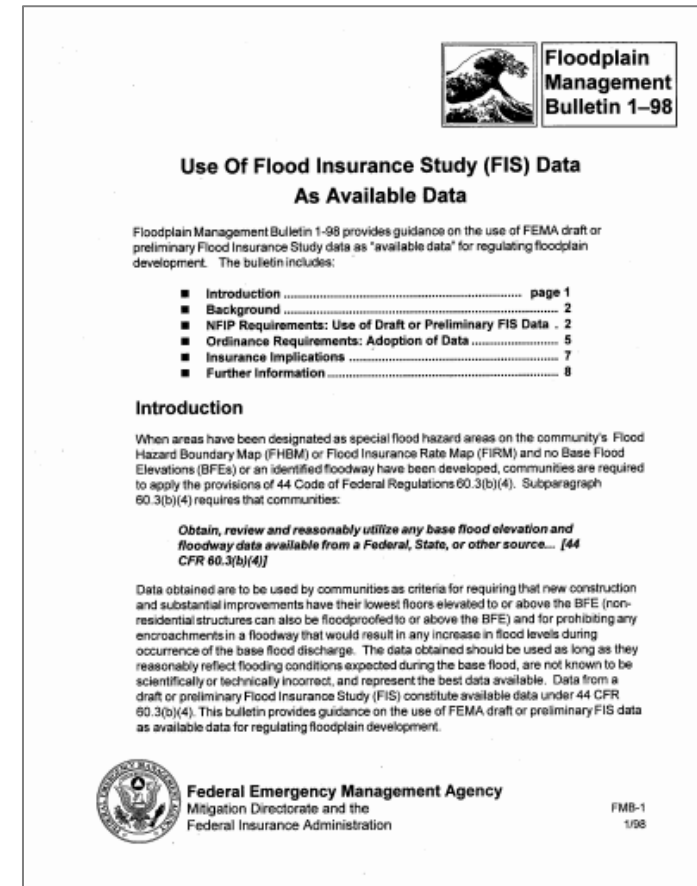 Floodplain
Management
Bulletin 1–98
Use Of Flood Insurance Study (FIS) Data
As Available Data
Floodplain Management Bulletin 1-98 provides guidance on the use of FEMA draft or
preliminary Flood Insurance Study data as "available data" for regulating floodplain
development. The bulletin includes:
■ Introduction ........................................................ page 1
■ Background ................................................................. 2
■ NFIP Requirements: Use of Draft or Preliminary FIS Data . 2
■ Ordinance Requirements: Adoption of Data ..................... 5
■ Insurance Implications .................................................. 7
■ Further Information ....................................................... 8
Introduction
When areas have been designated as special flood hazard areas on the community's Flood
Hazard Boundary Map (FHBM) or Flood Insurance Rate Map (FIRM) and no Base Flood
Elevations (BFEs) or an identified floodway have been developed, communities are required
to apply the provisions of 44 Code of Federal Regulations 60.3(b)(4). Subparagraph
60.3(b)(4) requires that communities:
Obtain, review and reasonably utilize any base flood elevation and
floodway data available from a Federal, State, or other source... [44
CFR 60.3(b)(4)]
Data obtained are to be used by communities as criteria for requiring that new construction
and substantial improvements have their lowest floors elevated to or above the BFE (non-
residential structures can also be floodproofed to or above the BFE) and for prohibiting any
encroachments in a floodway that would result in any increase in flood levels during
occurrence of the base flood discharge. The data obtained should be used as long as they
reasonably reflect flooding conditions expected during the base flood, are not known to be
scientifically or technically incorrect, and represent the best data available. Data from a
draft or preliminary Flood Insurance Study (FIS) constitute available data under 44 CFR
60.3(b)(4). This bulletin provides guidance on the use of FEMA draft or preliminary FIS data
as available data for regulating floodplain development.
FEDERAL EMERGENCY MANAGEMENT AGENCY
Federal Emergency Management Agency
Mitigation Directorate and the
Federal Insurance Administration
FMB-1
1/98